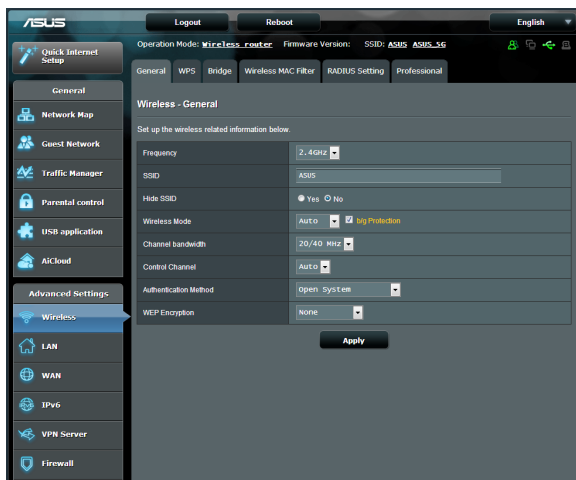 ASUS Logout Reboot English
Quick Internet Setup
Operation Mode: Wireless router Firmware Version: SSID: ASUS ASUS_5G
General WPS Bridge Wireless MAC Filter RADIUS Setting Professional
General
Network Map
Guest Network
Traffic Manager
Parental control
USB application
AiCloud
Advanced Settings
Wireless
LAN
WAN
IPv6
VPN Server
Firewall
Wireless - General
Set up the wireless related information below.
Frequency 2.4GHz
SSID ASUS
Hide SSID Yes No
Wireless Mode Auto b/g Protection
Channel bandwidth 20/40 MHz
Control Channel Auto
Authentication Method Open System
WEP Encryption None
Apply